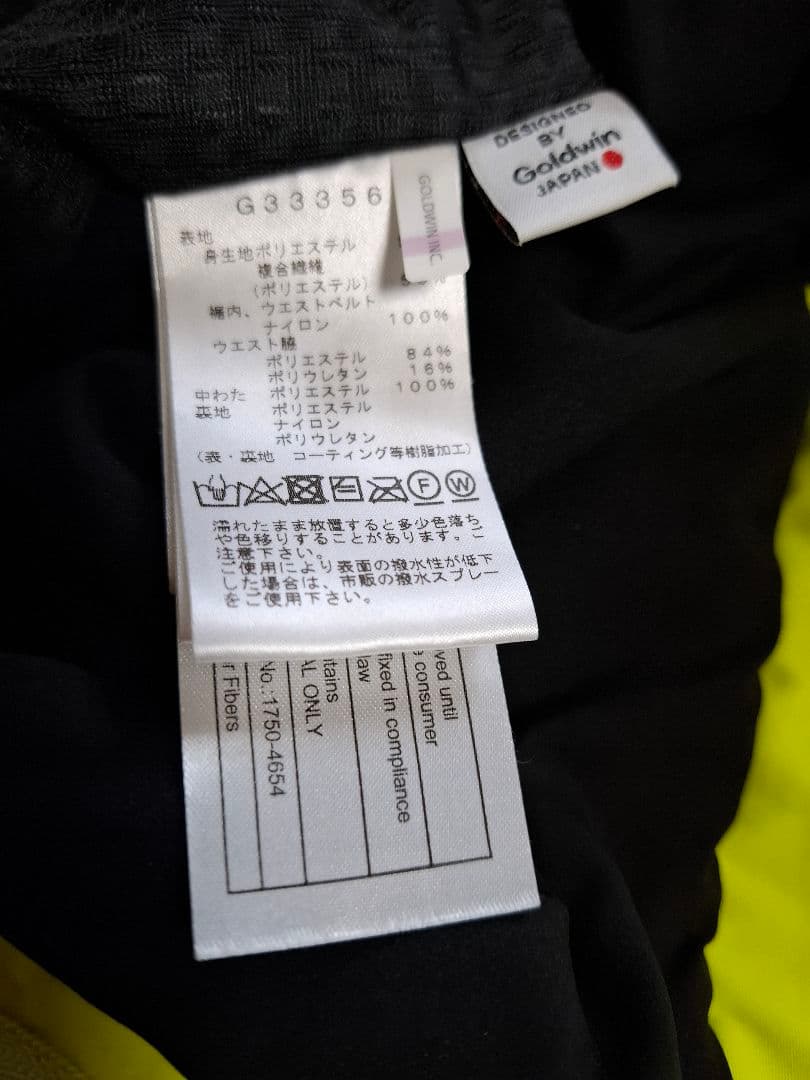 DESIGNED
BY
Goldwin
JAPAN
GOLDWIN INC.
G33356
表地
身生地ポリエステル
複合繊維
(ポリエステル)
裾内、ウエストベルト
ナイロン 100%
ウエスト脇
ポリエステル 84%
ポリウレタン 16%
中わた ポリエステル 100%
裏地 ポリエステル
ナイロン
ポリウレタン
(表・裏地 コーティング等樹脂加工)
F W
濡れたまま放置すると多少色落ち
や色移りすることがあります。ご
注意下さい。
ご使用により表面の撥水性が低下
した場合は、市販の撥水スプレー
をご使用下さい。
ved until
consumer
fixed in compliance
law
tains
AL ONLY
No.:1750-4654
r Fibers